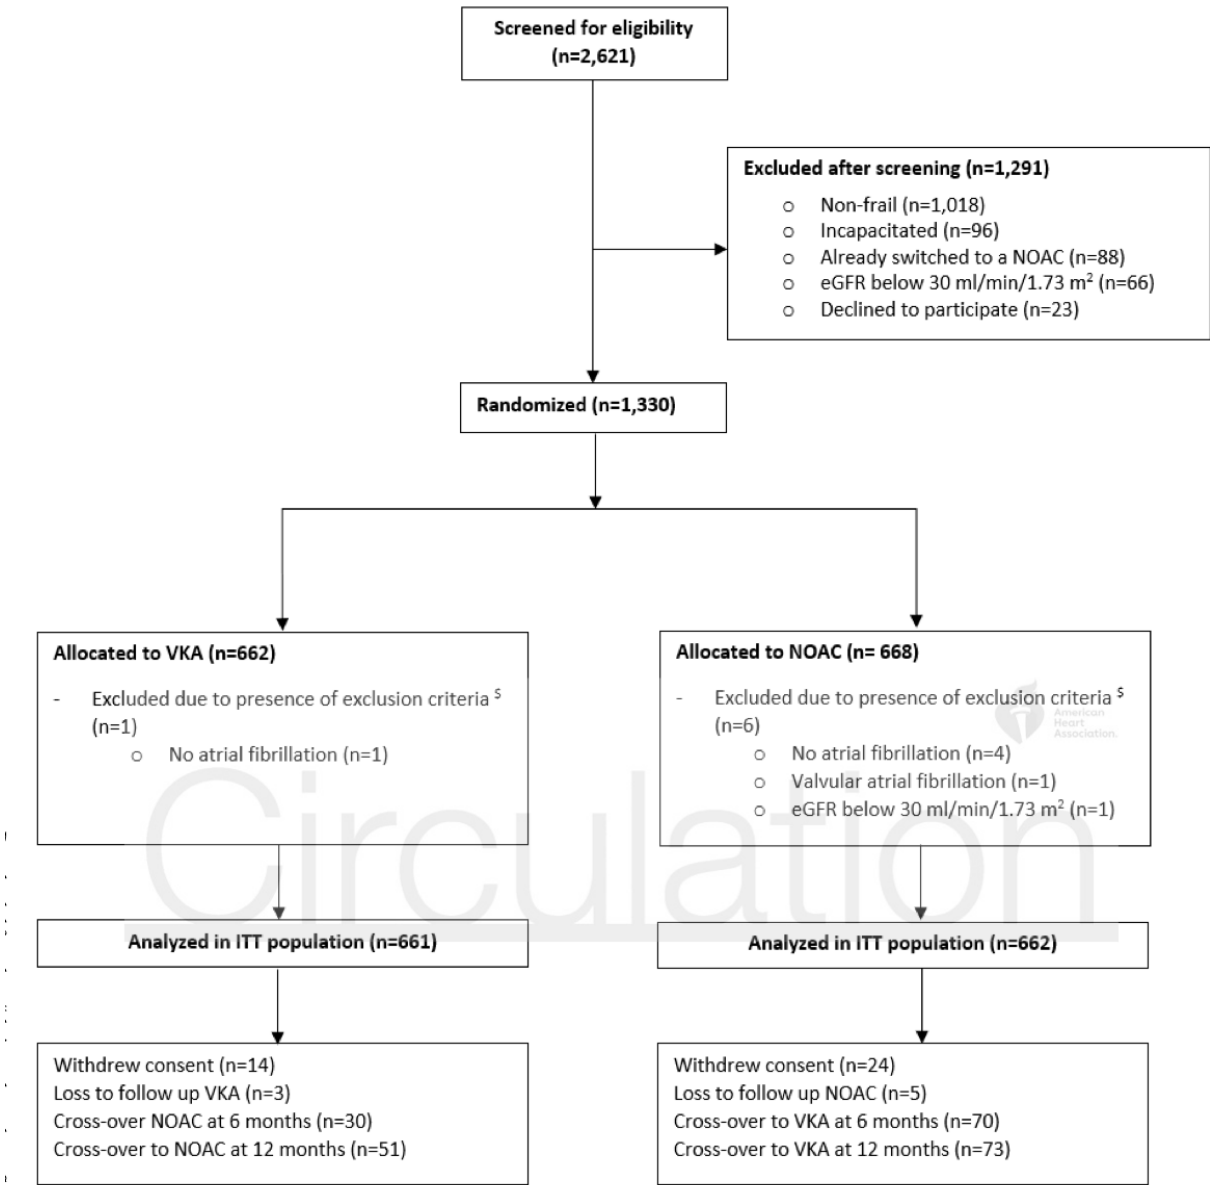 Screened for eligibility
(n=2,621)
Excluded after screening (n=1,291)
o Non-frail (n=1,018)
o Incapacitated (n=96)
o Already switched to a NOAC (n=88)
o eGFR below 30 ml/min/1.73 m² (n=66)
o Declined to participate (n=23)
Randomized (n=1,330)
Allocated to VKA (n=662)
- Excluded due to presence of exclusion criteria $
(n=1)
o No atrial fibrillation (n=1)
Allocated to NOAC (n= 668)
- Excluded due to presence of exclusion criteria $
(n=6)
o No atrial fibrillation (n=4)
o Valvular atrial fibrillation (n=1)
o eGFR below 30 ml/min/1.73 m² (n=1)
American
Heart
Association.
Circulation
Analyzed in ITT population (n=661)
Analyzed in ITT population (n=662)
Withdrew consent (n=14)
Loss to follow up VKA (n=3)
Cross-over NOAC at 6 months (n=30)
Cross-over to NOAC at 12 months (n=51)
Withdrew consent (n=24)
Loss to follow up NOAC (n=5)
Cross-over to VKA at 6 months (n=70)
Cross-over to VKA at 12 months (n=73)